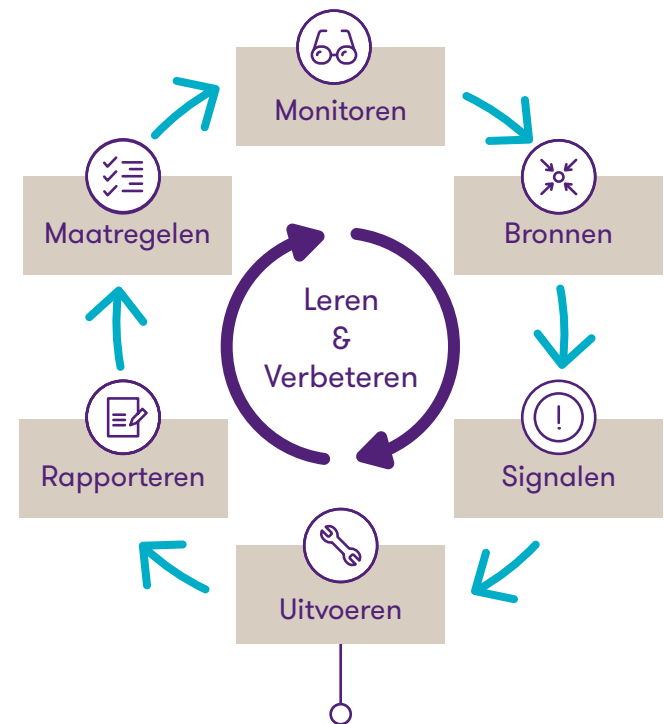 Monitoren
Bronnen
Signalen
Uitvoeren
Rapporteren
Maatregelen
Leren
&
Verbeteren